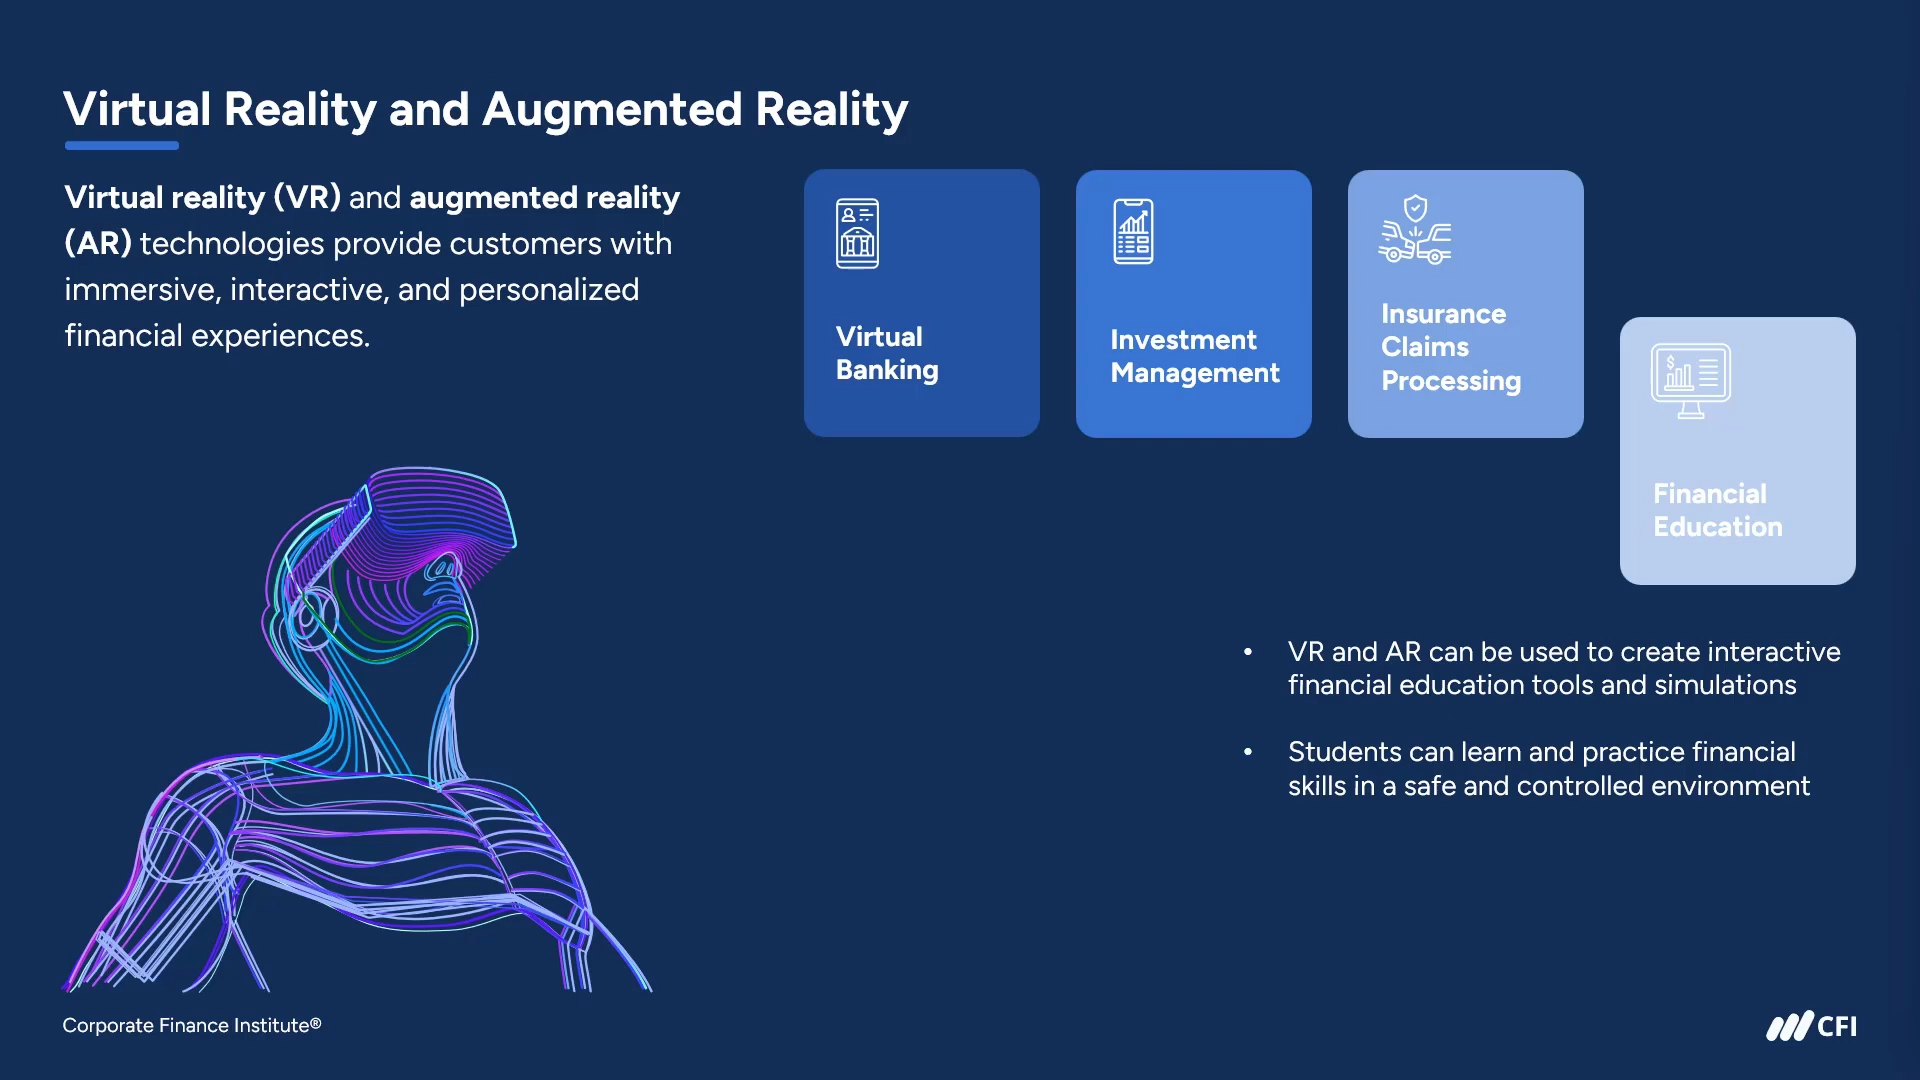 Virtual Reality and Augmented Reality
Virtual reality (VR) and augmented reality
(AR) technologies provide customers with
immersive, interactive, and personalized
financial experiences.
Virtual
Banking
Investment
Management
Insurance
Claims
Processing
$
Financial
Education
• VR and AR can be used to create interactive
financial education tools and simulations
• Students can learn and practice financial
skills in a safe and controlled environment
Corporate Finance Institute®
CFI